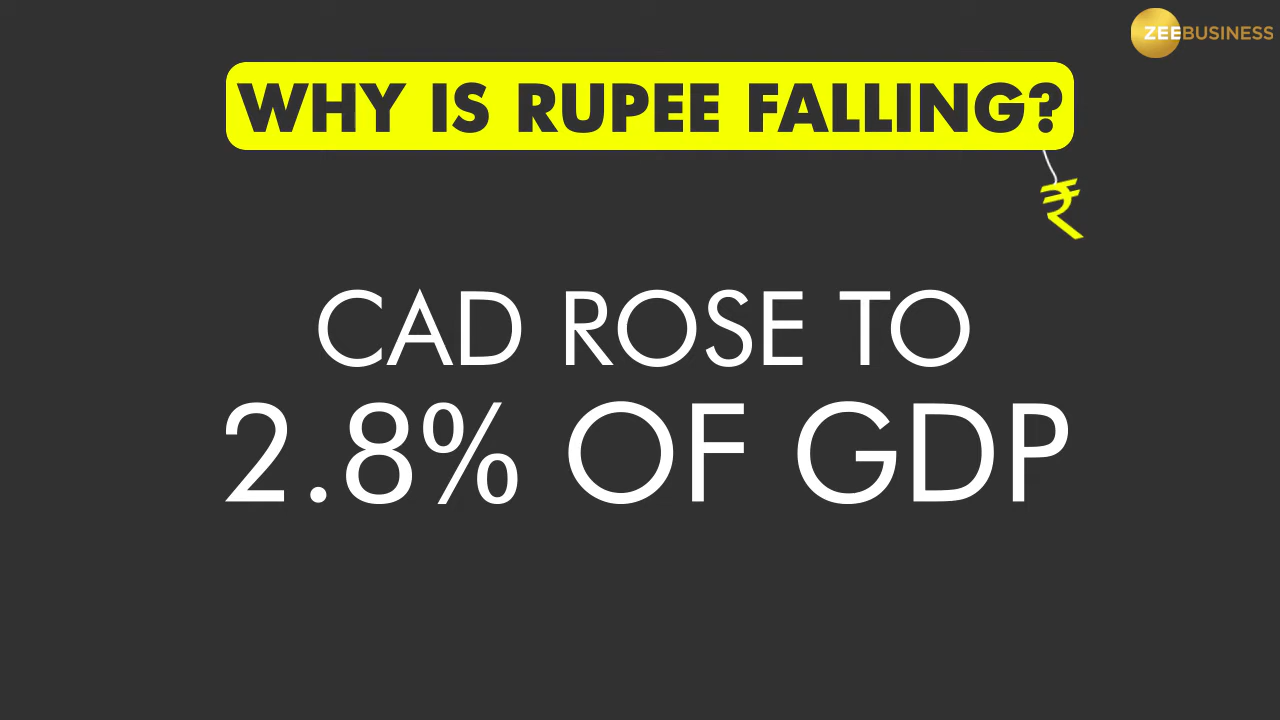 ZEEBUSINESS
WHY IS RUPEE FALLING?
₹
CAD ROSE TO
2.8% OF GDP